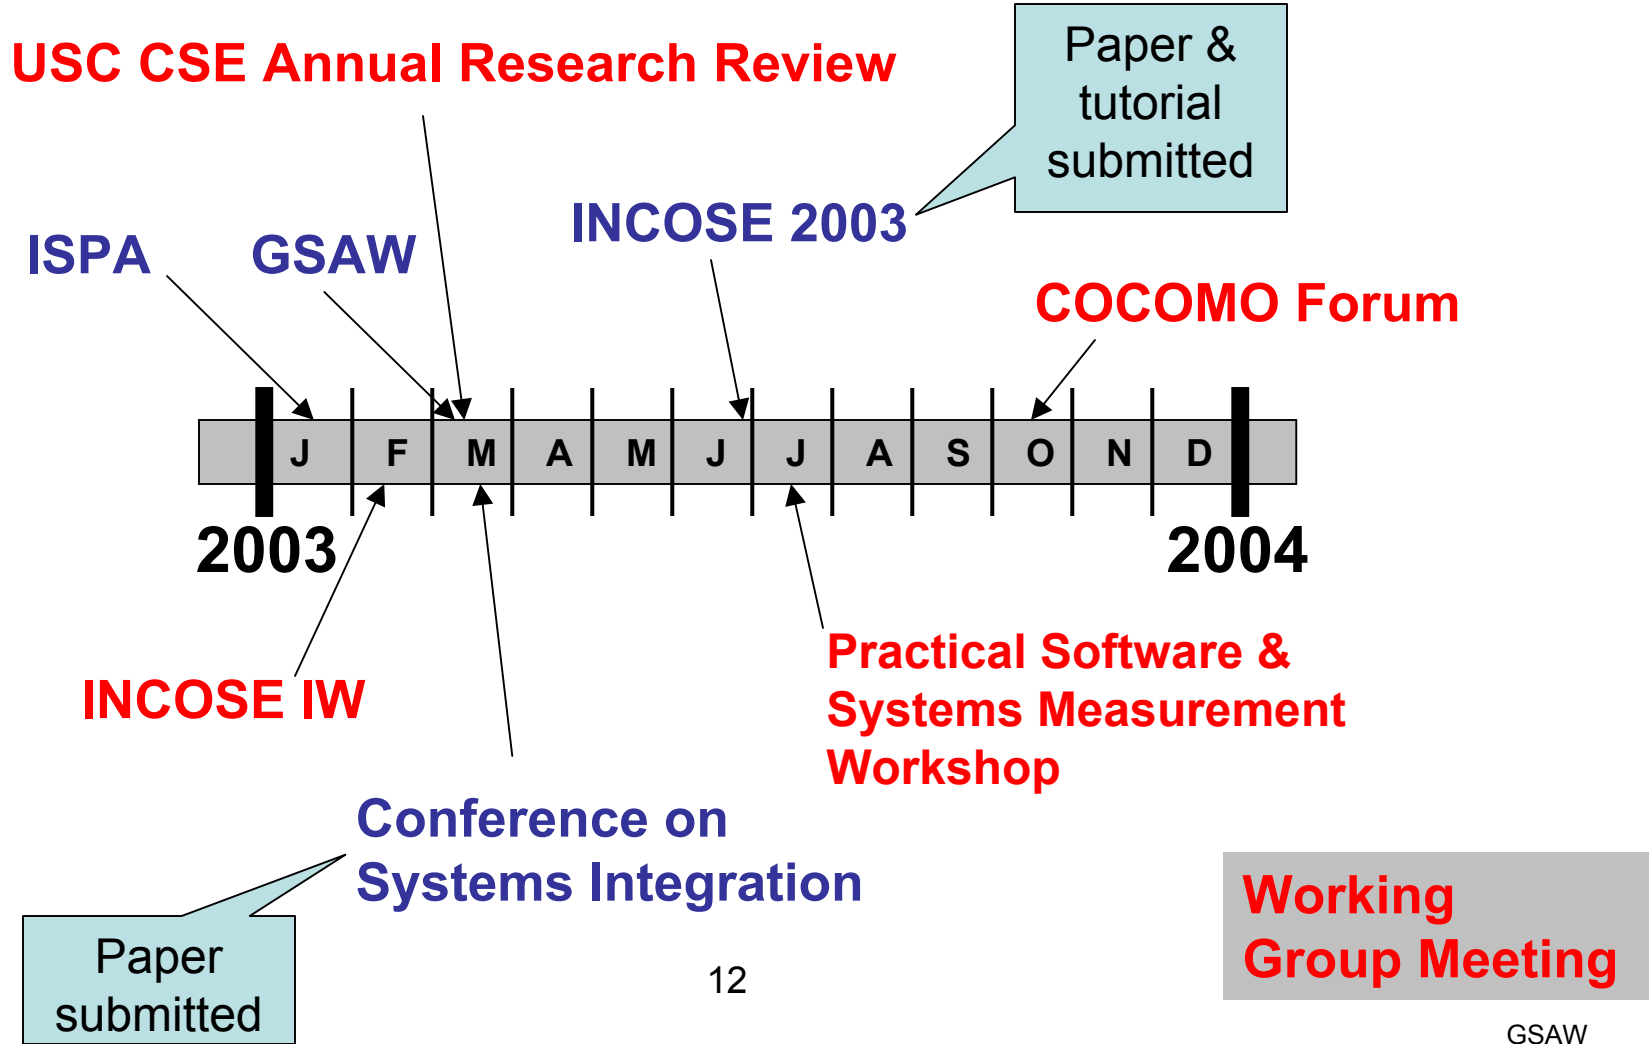 USC CSE Annual Research Review
Paper &
tutorial
submitted
INCOSE 2003
ISPA
GSAW
COCOMO Forum
J F M A M J J A S O N D
2003
2004
INCOSE IW
Practical Software &
Systems Measurement
Workshop
Conference on
Systems Integration
Paper
submitted
Working
Group Meeting
12
GSAW